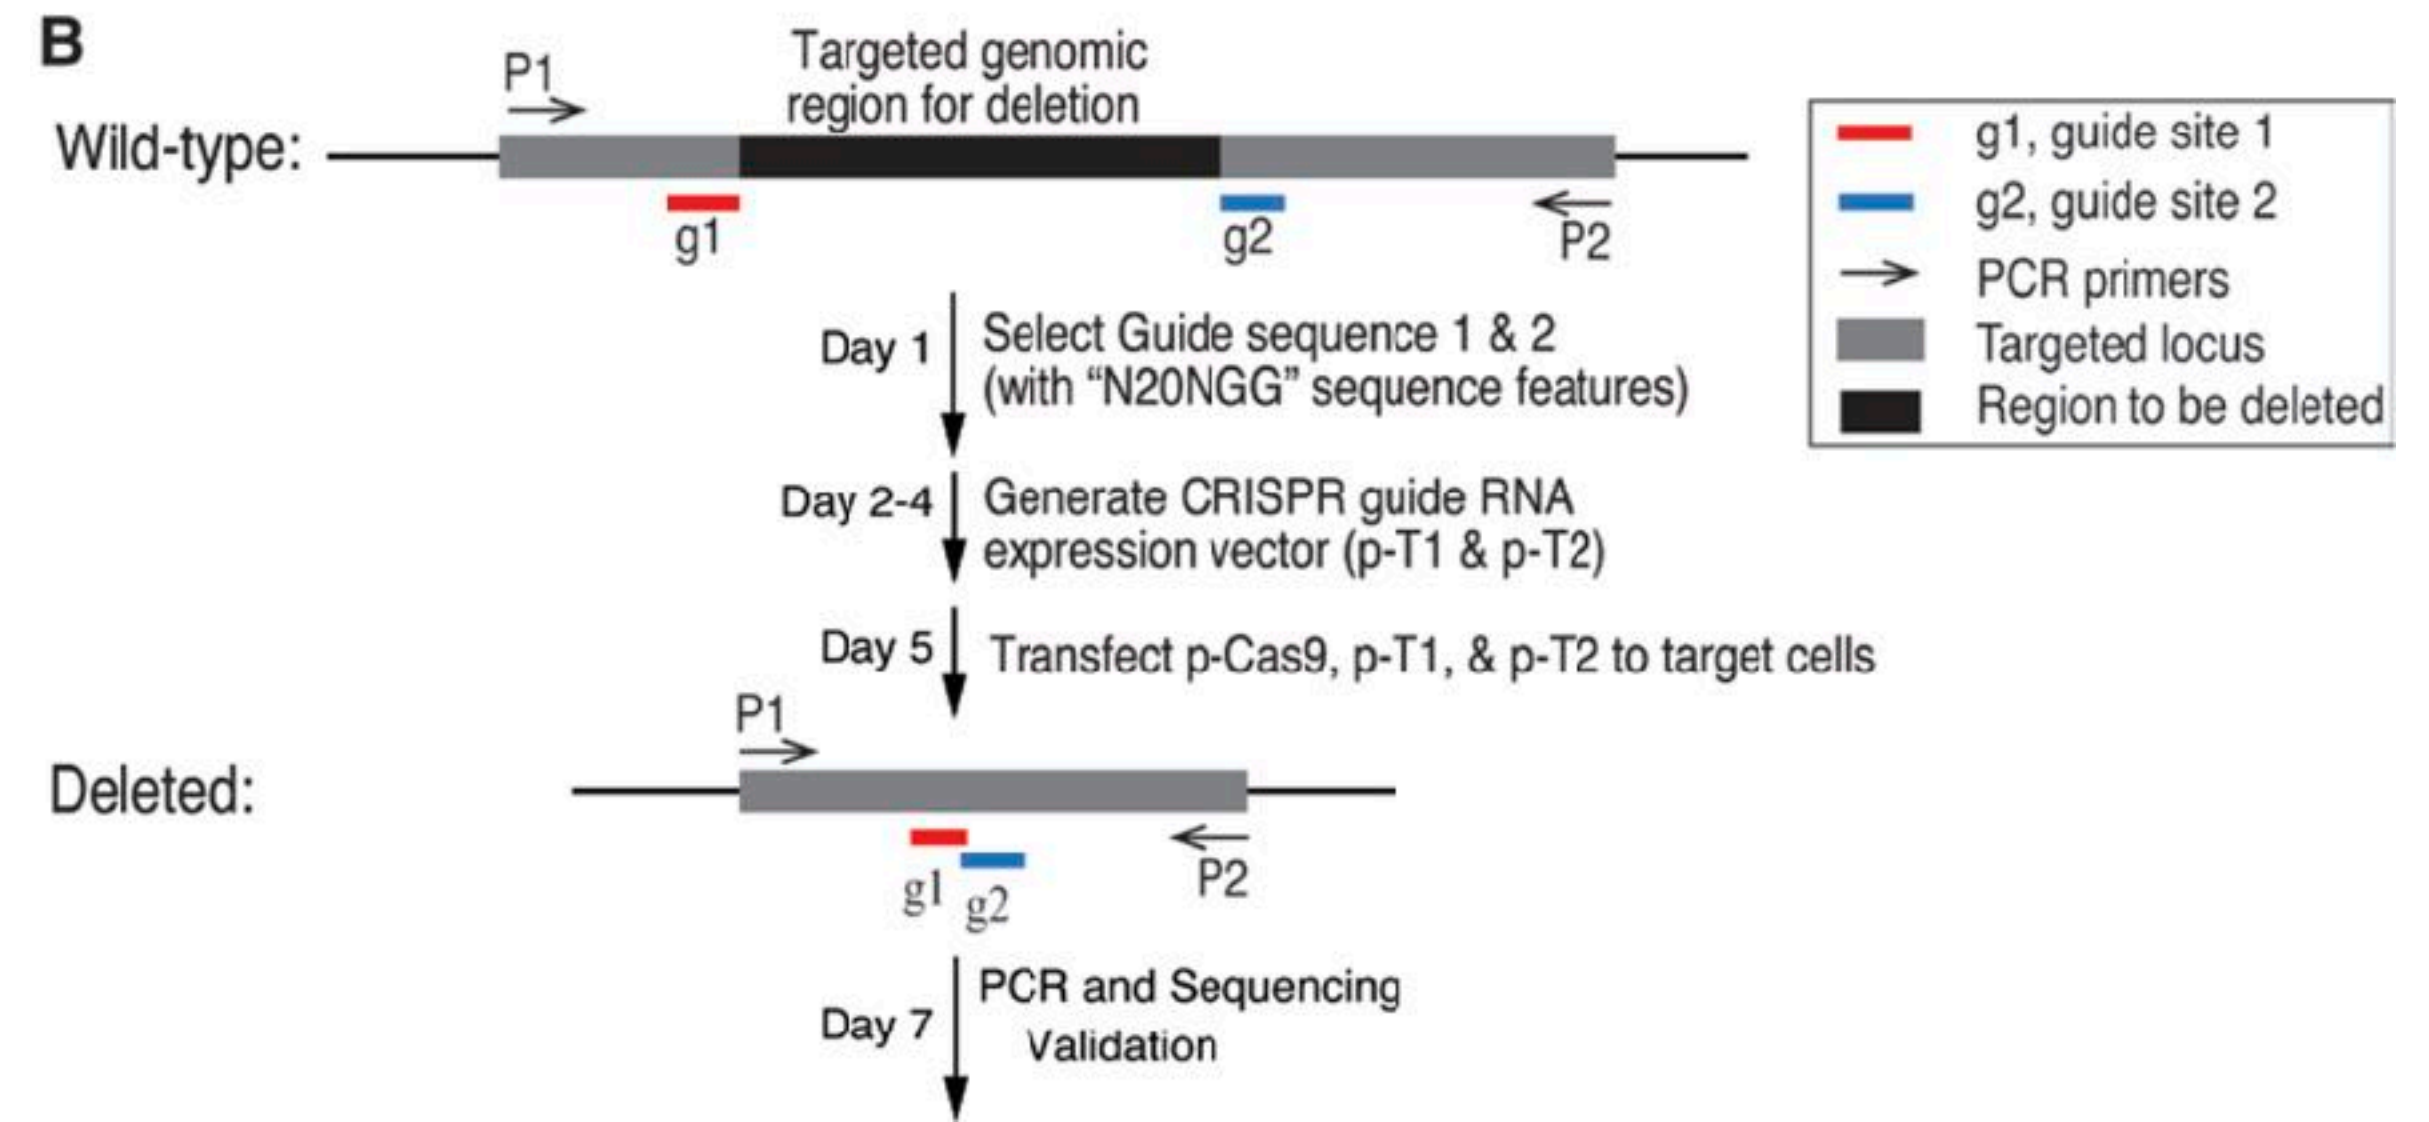 B
Targeted genomic
region for deletion
P1
Wild-type:
g1
g2
P2
g1, guide site 1
g2, guide site 2
PCR primers
Targeted locus
Region to be deleted
Day 1
Select Guide sequence 1 & 2
(with “N20NGG” sequence features)
Day 2-4
Generate CRISPR guide RNA
expression vector (p-T1 & p-T2)
Day 5
Transfect p-Cas9, p-T1, & p-T2 to target cells
P1
Deleted:
g1
g2
P2
Day 7
PCR and Sequencing
Validation